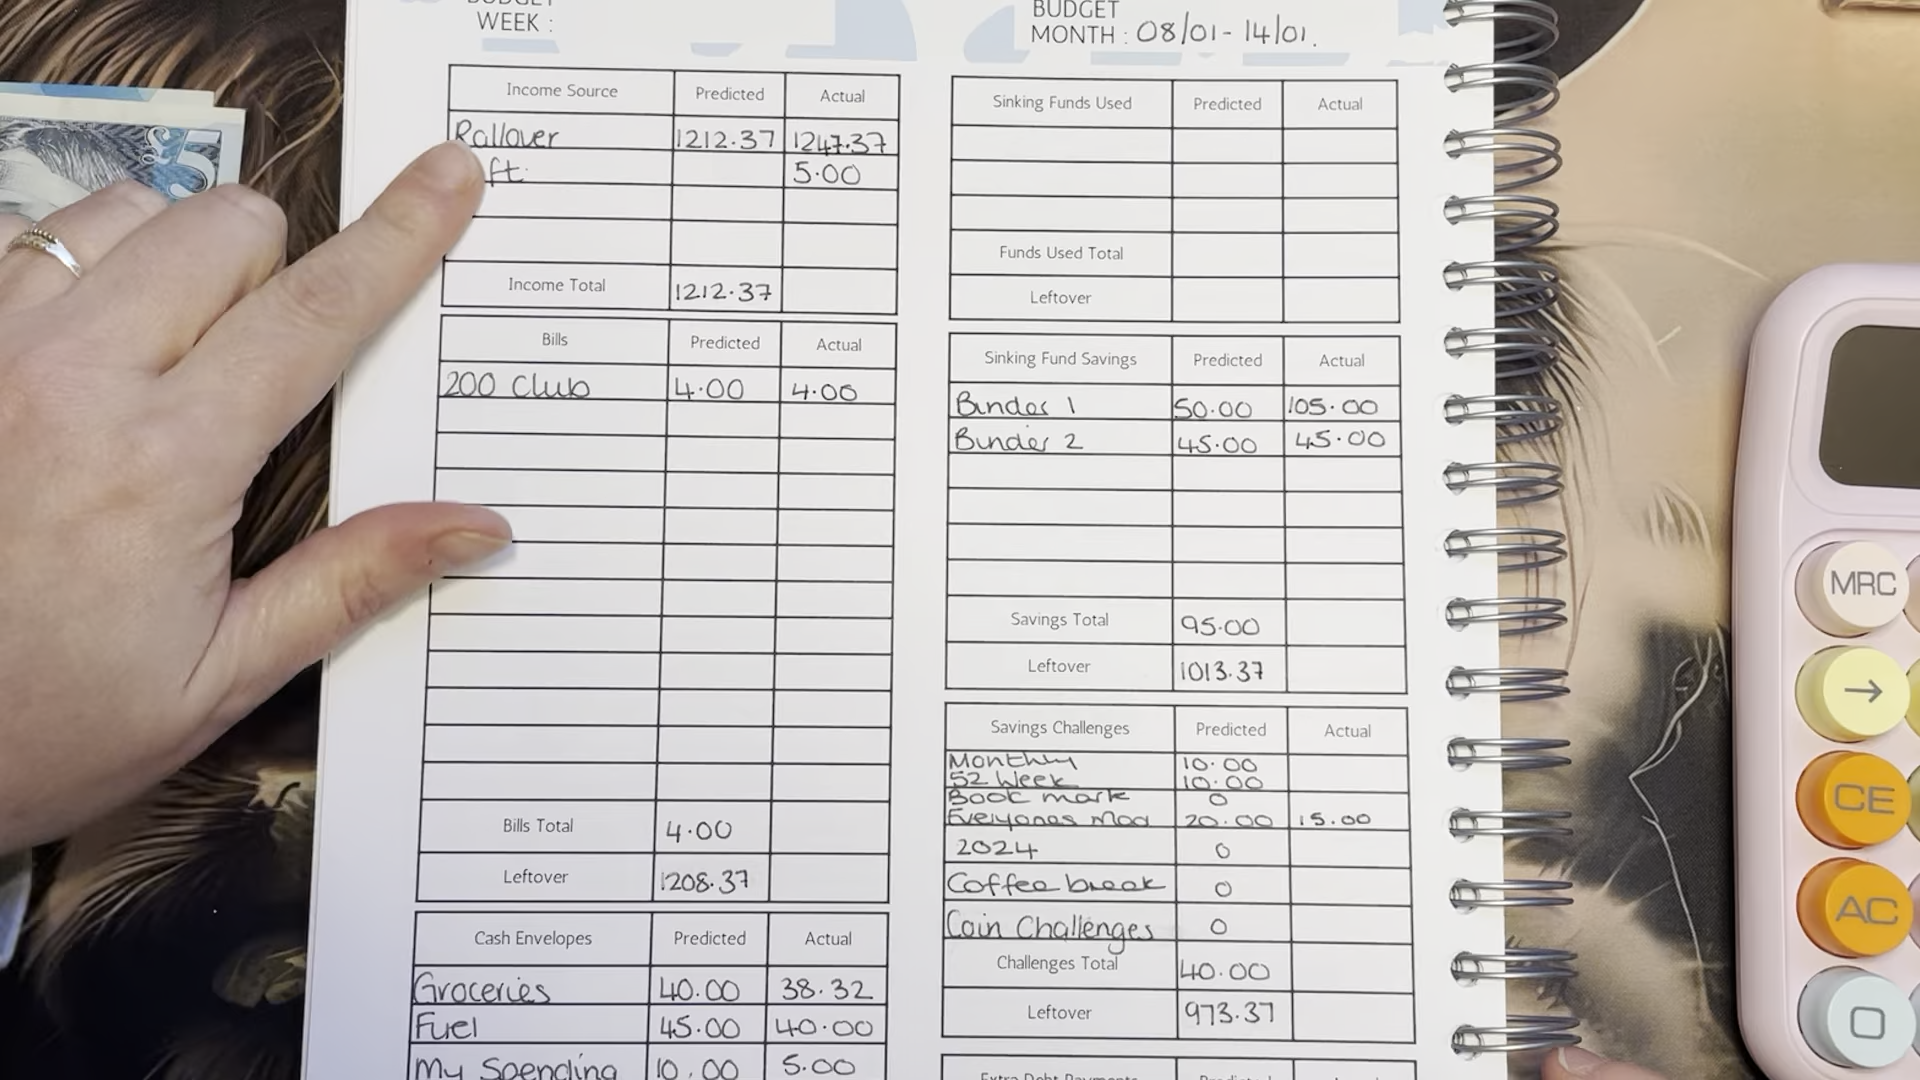 WEEK :
Income Source Predicted Actual
Rollover 1212.37 1247.37
ft. 5.00
Income Total 1212.37
Bills Predicted Actual
200 Club 4.00 4.00
Bills Total 4.00
Leftover 1208.37
Cash Envelopes Predicted Actual
Groceries 40.00 38.32
Fuel 45.00 40.00
My Spending 10.00 5.00
BUDGET
MONTH : 08/01 - 14/01.
Sinking Funds Used Predicted Actual
Funds Used Total
Leftover
Sinking Fund Savings Predicted Actual
Binder 1 50.00 105.00
Binder 2 45.00 45.00
Savings Total 95.00
Leftover 1013.37
Savings Challenges Predicted Actual
Monthly 10.00
52 Week 10.00
Book mark 0
Everyones Mad 20.00 15.00
2024 0
Coffee break 0
Coin Challenges 0
Challenges Total 40.00
Leftover 973.37
Extra Debt Payments
£5
MRC
→
CE
AC
0